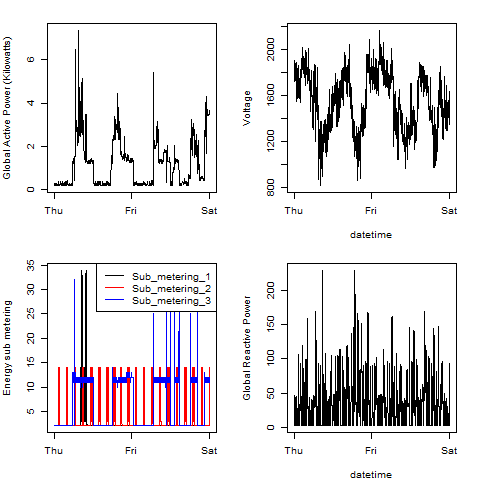 Global Active Power (Kilowatts)
0
2
4
6
Thu
Fri
Sat
Voltage
800
1200
1600
2200
Thu
Fri
Sat
datetime
Energy sub metering
5
10
15
20
25
30
35
Sub_metering_1
Sub_metering_2
Sub_metering_3
Thu
Fri
Sat
Global Reactive Power
0
50
100
150
200
Thu
Fri
Sat
datetime